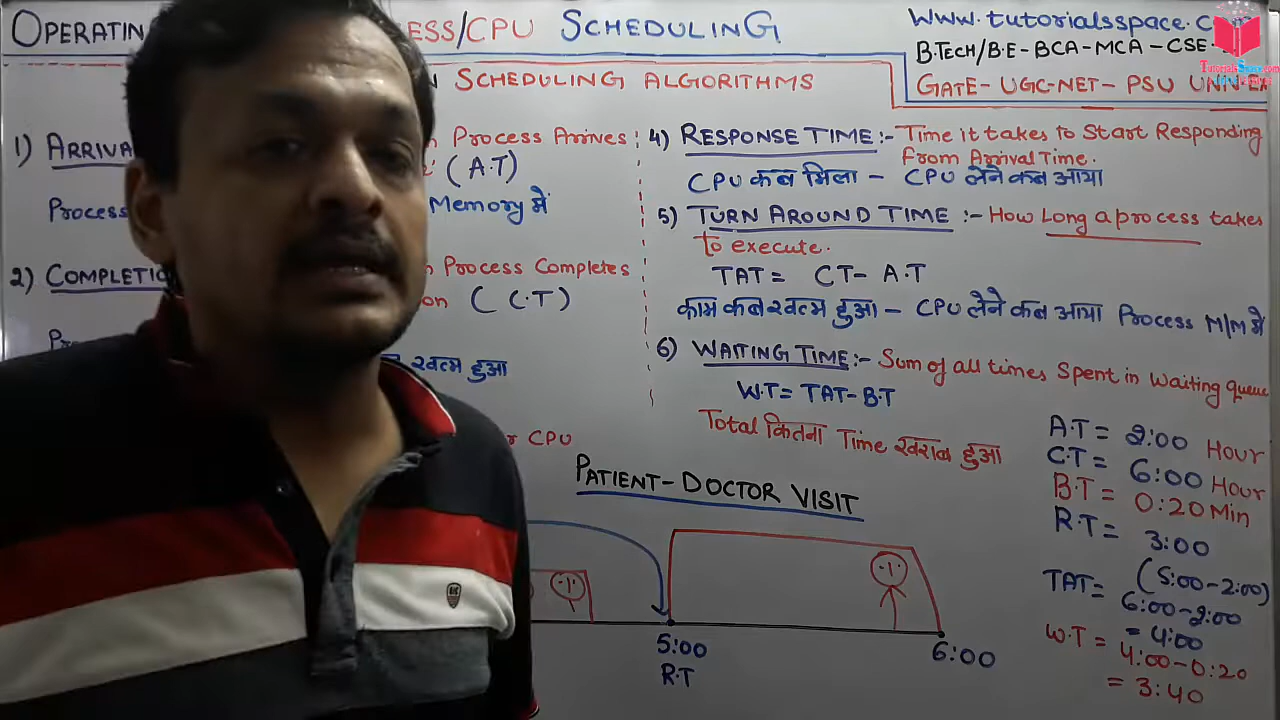 OPERATIN ESS/CPU SCHEDULING
www.tutorialsspace.c
B.TECH/B.E-BCA-MCA-CSE-
GATE-UGC-NET-PSU UNN.EX
N SCHEDULING ALGORITHMS
1) ARRIVA Process Arrives
(A.T)
Process Memory में
2) COMPLETIO Process Completes
on (C.T)
खत्म हुआ
CPU
4) RESPONSE TIME:- Time it takes to Start Responding
From Arrival Time.
CPU कब मिला - CPU लेने कब आया
5) TURN AROUND TIME :- How Long a process takes
to execute.
TAT = CT- A.T
काम कब खत्म हुआ - CPU लेने कब आया Process M/M में
6) WAITING TIME:- Sum of all times Spent in waiting queue
W.T = TAT-B.T
Total कितना Time खराब हुआ
PATIENT-DOCTOR VISIT
5:00
R.T
6:00
A.T = 2:00 Hour
C.T = 6:00 Hour
B.T = 0:20 Min
R.T = 3:00
(5:00-2:00)
TAT = 6:00-2:00
= 4:00
W.T = 4:00-0:20
= 3:40